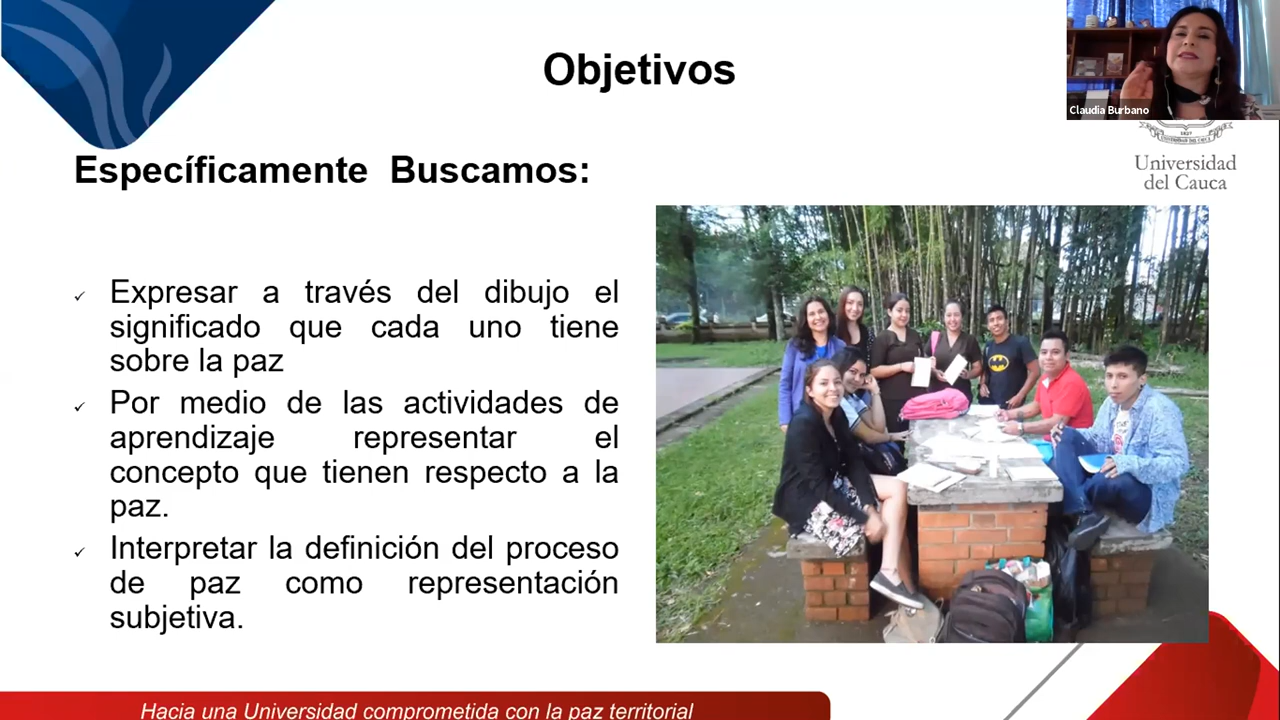 Objetivos
Claudia Burbano
1827
Universidad
del Cauca
Específicamente Buscamos:
✓ Expresar a través del dibujo el
significado que cada uno tiene
sobre la paz
✓ Por medio de las actividades de
aprendizaje representar el
concepto que tienen respecto a la
paz.
✓ Interpretar la definición del proceso
de paz como representación
subjetiva.
Hacia una Universidad comprometida con la paz territorial